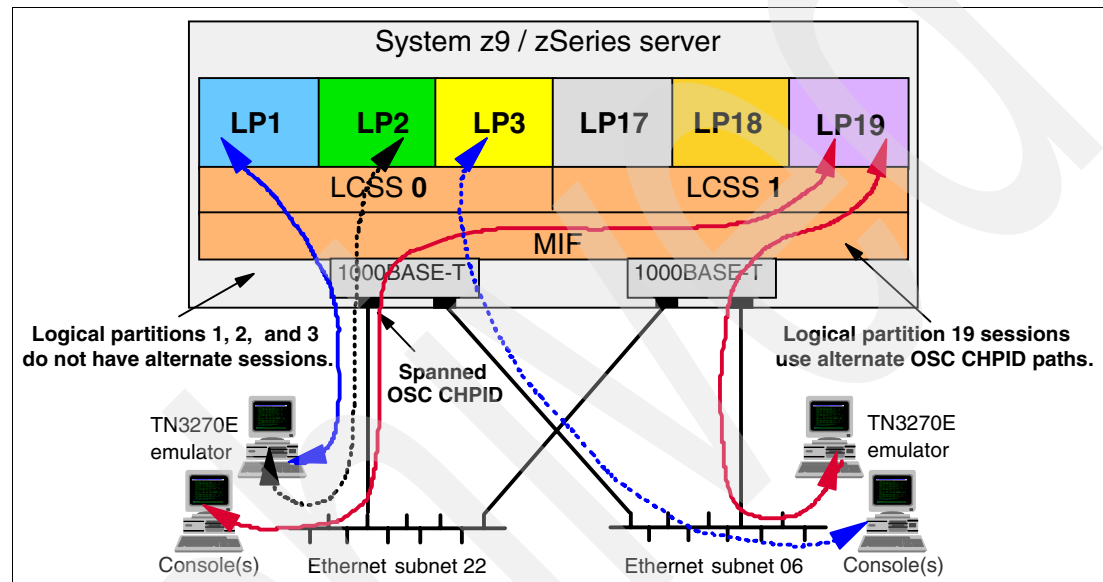 System z9 / zSeries server
LP1 LP2 LP3 LP17 LP18 LP19
LCSS 0 LCSS 1
MIF
1000BASE-T 1000BASE-T
Logical partitions 1, 2, and 3
do not have alternate sessions.
Logical partition 19 sessions
use alternate OSC CHPID paths.
Spanned
OSC CHPID
TN3270E
emulator
TN3270E
emulator
Console(s) Ethernet subnet 22 Ethernet subnet 06 Console(s)